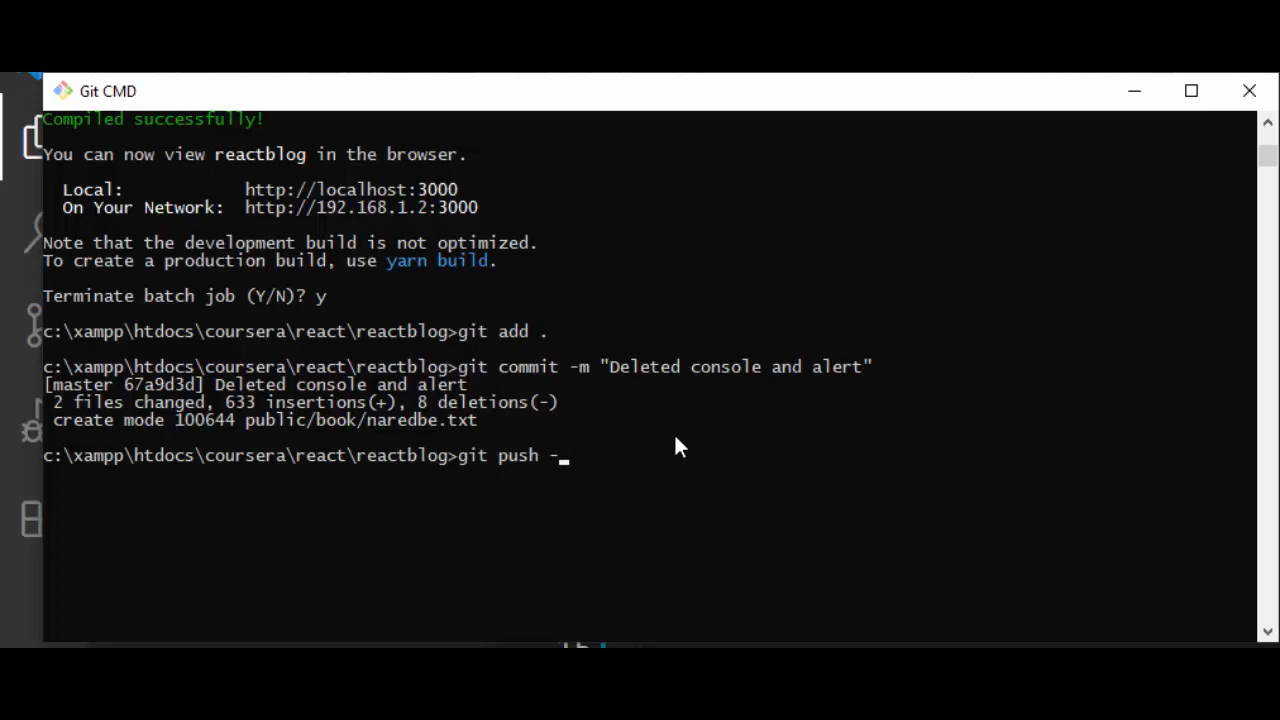 Git CMD
Compiled successfully!
You can now view reactblog in the browser.
Local: http://localhost:3000
On Your Network: http://192.168.1.2:3000
Note that the development build is not optimized.
To create a production build, use yarn build.
Terminate batch job (Y/N)? y
c:\xampp\htdocs\coursera\react\reactblog>git add .
c:\xampp\htdocs\coursera\react\reactblog>git commit -m "Deleted console and alert"
[master 67a9d3d] Deleted console and alert
2 files changed, 633 insertions(+), 8 deletions(-)
create mode 100644 public/book/naredbe.txt
c:\xampp\htdocs\coursera\react\reactblog>git push -